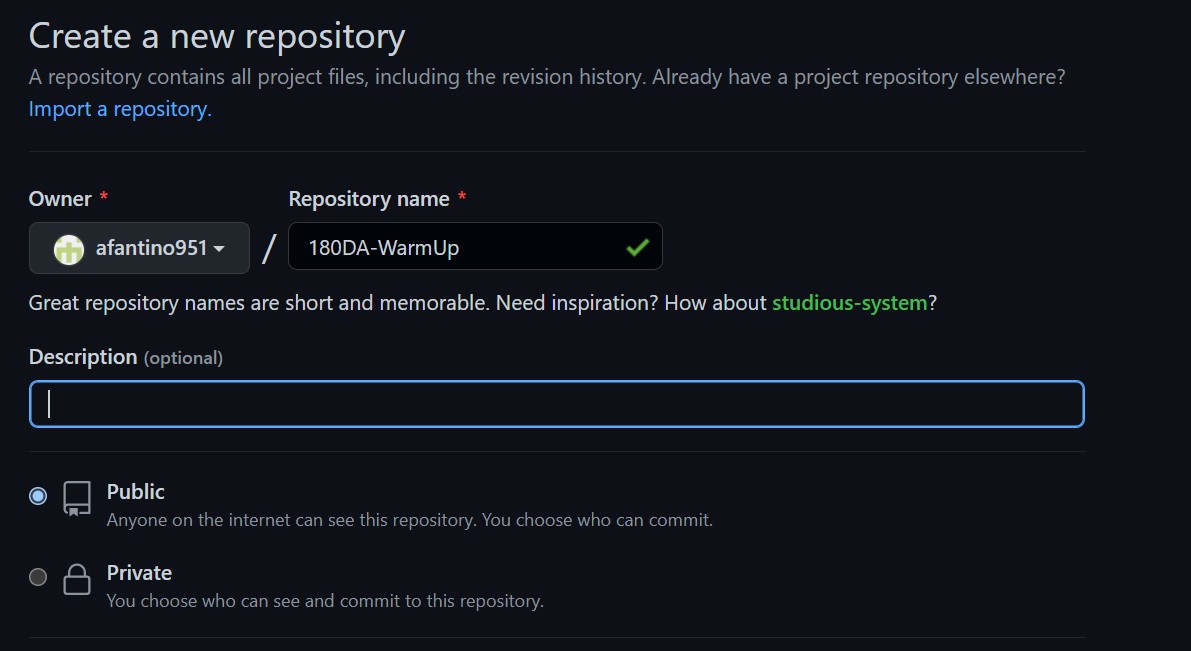 Create a new repository
A repository contains all project files, including the revision history. Already have a project repository elsewhere?
Import a repository.
Owner * Repository name *
afantino951 / 180DA-WarmUp
Great repository names are short and memorable. Need inspiration? How about studious-system?
Description (optional)
Public
Anyone on the internet can see this repository. You choose who can commit.
Private
You choose who can see and commit to this repository.